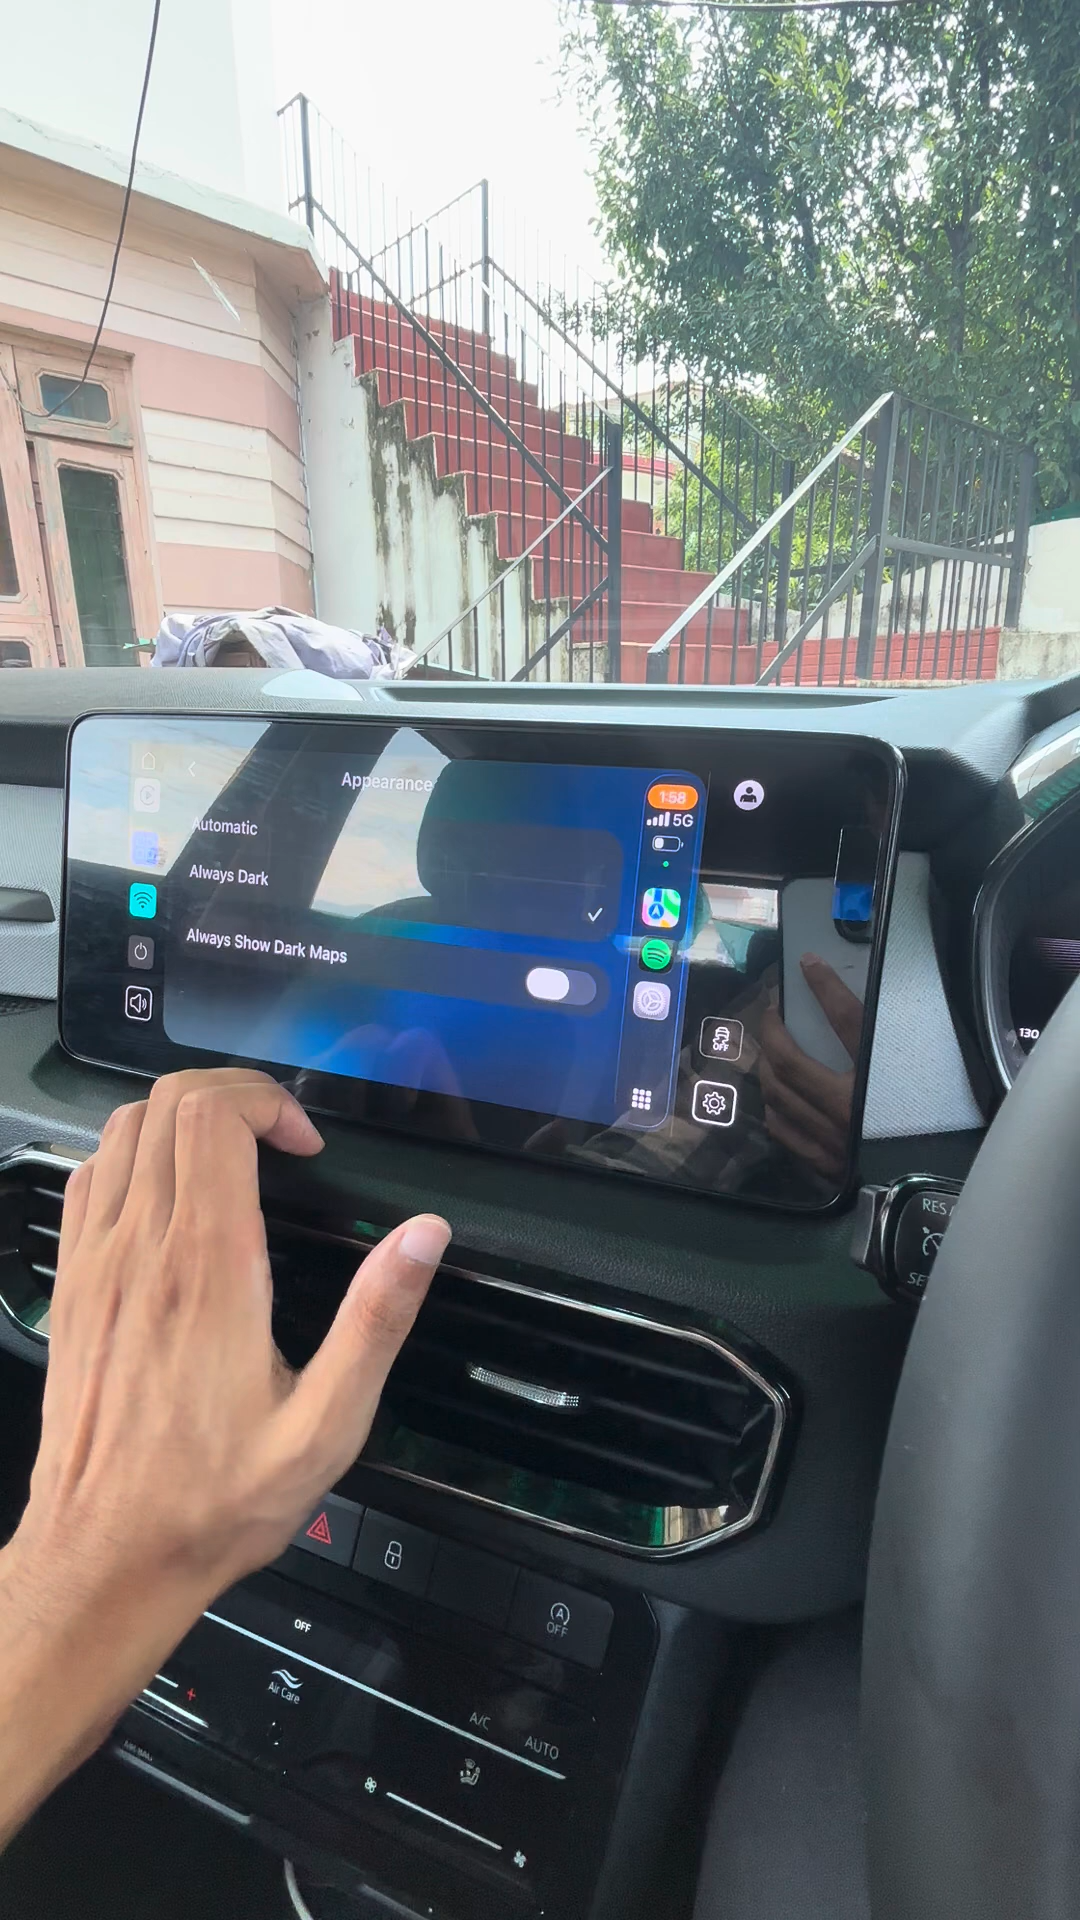 Appearance
1:58
5G
Automatic
Always Dark
Always Show Dark Maps
OFF
130
RES
SE
OFF
OFF
Air Care
A/C
AUTO